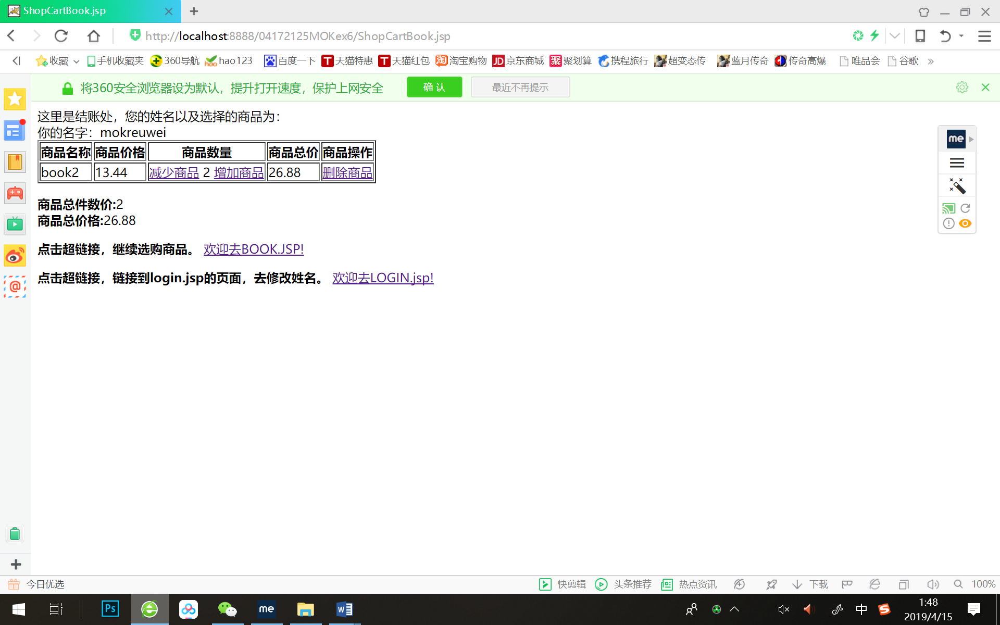 ShopCartBook.jsp
http://localhost:8888/04172125MOKex6/ShopCartBook.jsp
收藏 手机收藏夹 360导航 hao123 百度一下 天猫特惠 天猫红包 淘宝购物 京东商城 聚划算 携程旅行 超变态传 蓝月传奇 传奇高爆 唯品会 谷歌
将360安全浏览器设为默认，提升打开速度，保护上网安全 确 认 最近不再提示
这里是结账处，您的姓名以及选择的商品为：
你的名字：mokreuwei
商品名称 商品价格 商品数量 商品总价 商品操作
book2 13.44 减少商品 2 增加商品 26.88 删除商品
商品总件数价:2
商品总价格:26.88
点击超链接，继续选购商品。 欢迎去BOOK.JSP!
点击超链接，链接到login.jsp的页面，去修改姓名。 欢迎去LOGIN.jsp!
me
今日优选 快剪辑 头条推荐 热点资讯 下载 100%
Ps me 中 1:48
2019/4/15